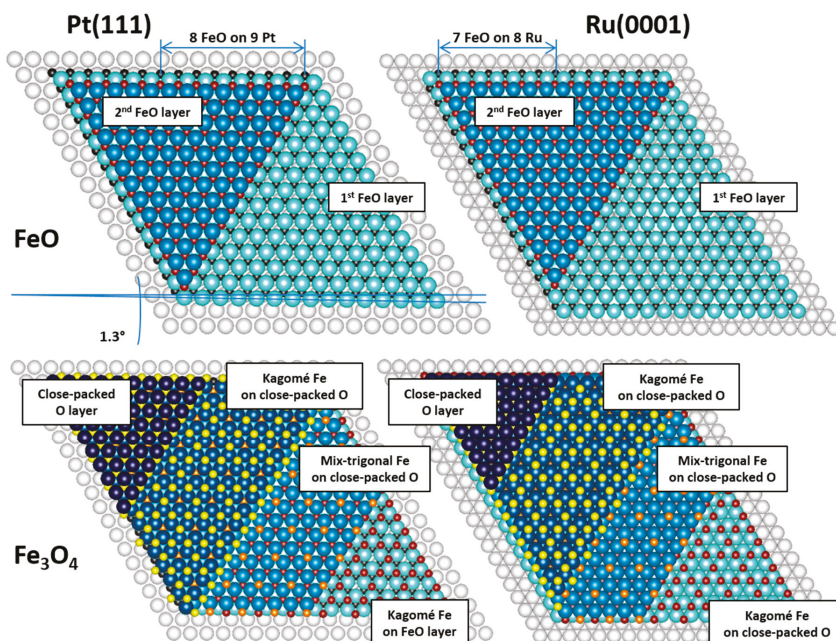 Pt(111)
8 FeO on 9 Pt
7 FeO on 8 Ru
Ru(0001)
2nd FeO layer
2nd FeO layer
1st FeO layer
1st FeO layer
FeO
1.3°
Close-packed
O layer
Kagomé Fe
on close-packed O
Close-packed
O layer
Kagomé Fe
on close-packed O
Mix-trigonal Fe
on close-packed O
Mix-trigonal Fe
on close-packed O
Fe₃O₄
Kagomé Fe
on FeO layer
Kagomé Fe
on close-packed O